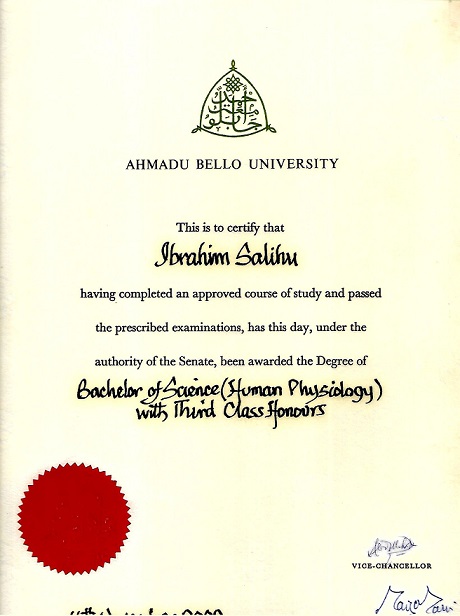 AHMADU BELLO UNIVERSITY
This is to certify that
Ibrahim Salihu
having completed an approved course of study and passed
the prescribed examinations, has this day, under the
authority of the Senate, been awarded the Degree of
Bachelor of Science (Human Physiology)
with Third Class Honours
VICE-CHANCELLOR